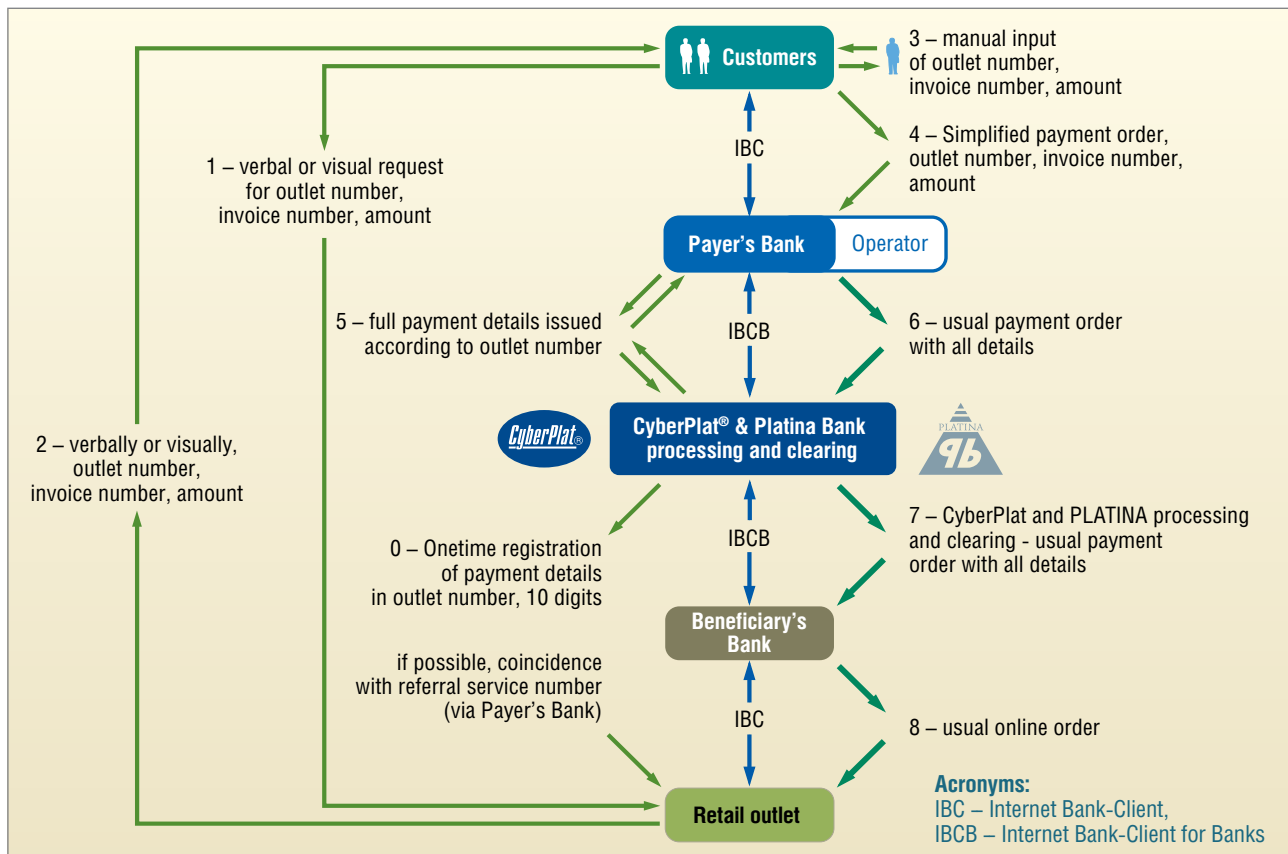 Customers
3 – manual input
of outlet number,
invoice number, amount
IBC
4 – Simplified payment order,
outlet number, invoice number,
amount
1 – verbal or visual request
for outlet number,
invoice number, amount
Payer’s Bank
Operator
5 – full payment details issued
according to outlet number
IBCB
6 – usual payment order
with all details
CyberPlat®
CyberPlat® & Platina Bank
processing and clearing
PLATINA
pb
2 – verbally or visually,
outlet number,
invoice number, amount
0 – Onetime registration
of payment details
in outlet number, 10 digits
IBCB
7 – CyberPlat and PLATINA processing
and clearing - usual payment
order with all details
Beneficiary’s
Bank
if possible, coincidence
with referral service number
(via Payer’s Bank)
IBC
8 – usual online order
Retail outlet
Acronyms:
IBC – Internet Bank-Client,
IBCB – Internet Bank-Client for Banks